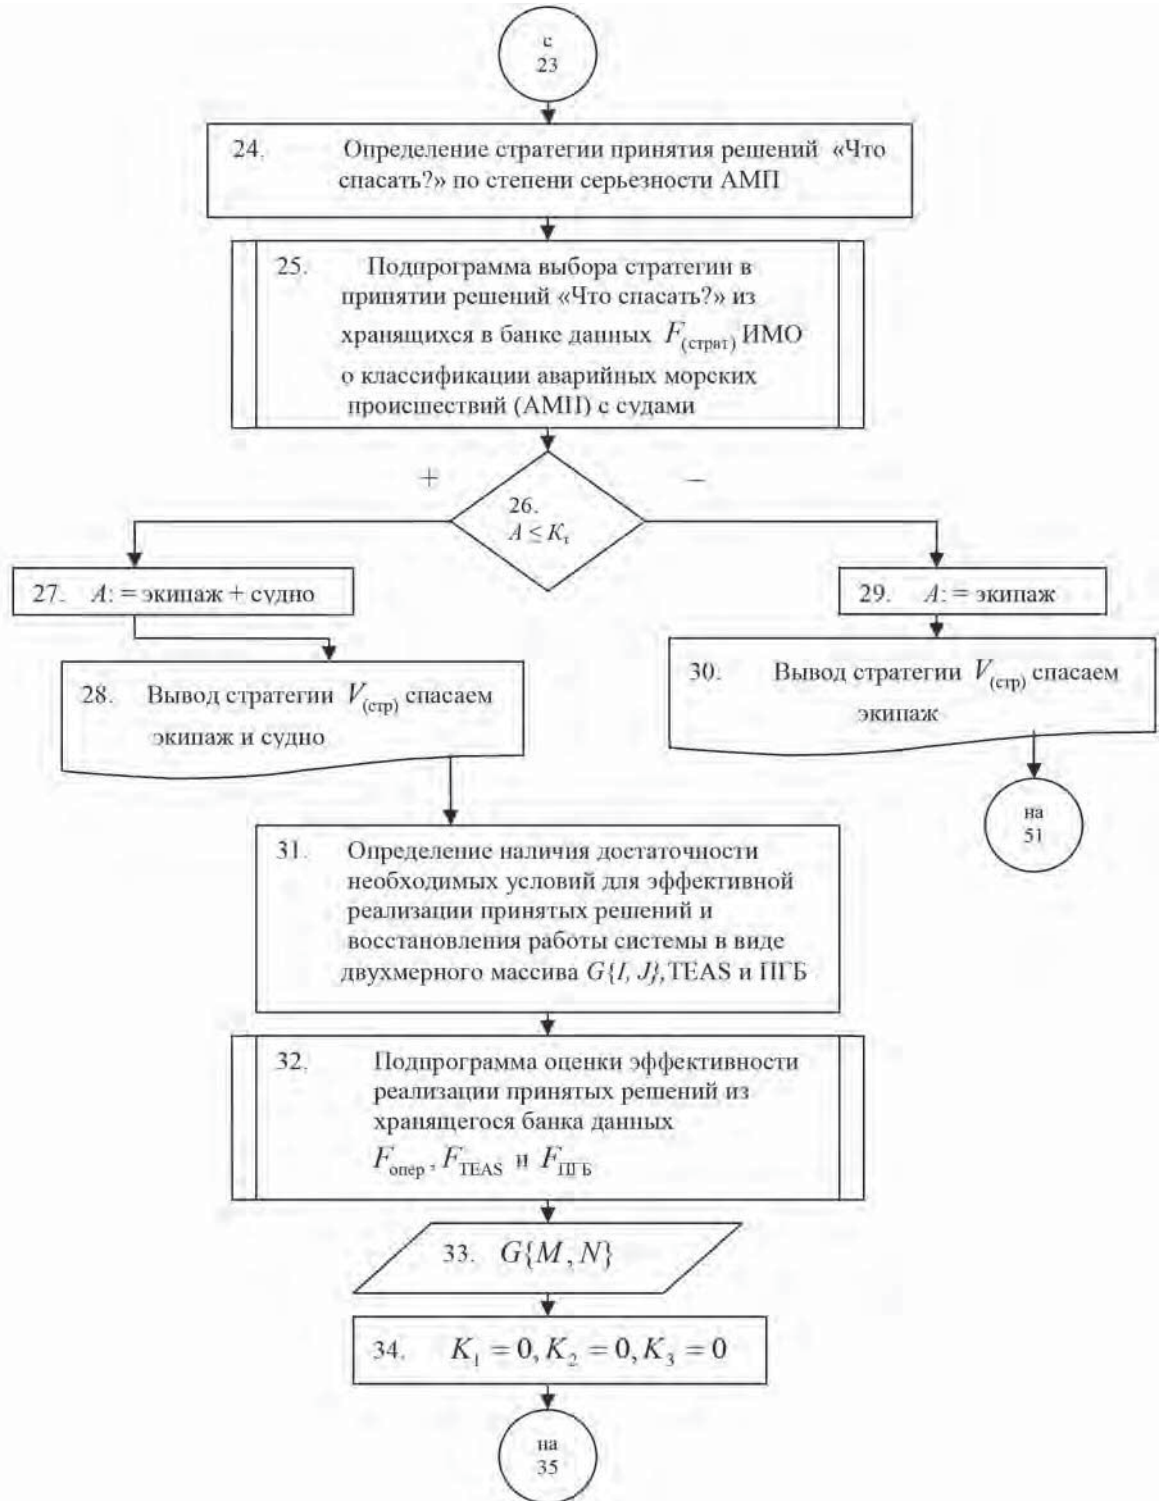 с
23
24. Определение стратегии принятия решений «Что
спасать?» по степени серьезности АМП
25. Подпрограмма выбора стратегии в
принятии решений «Что спасать?» из
хранящихся в банке данных F(страт) ИМО
о классификации аварийных морских
происшествий (АМП) с судами
+
−
26.
A ≤ Kτ
27. A: = экипаж + судно
29. A: = экипаж
28. Вывод стратегии V(стр) спасаем
экипаж и судно
30. Вывод стратегии V(стр) спасаем
экипаж
на
51
31. Определение наличия достаточности
необходимых условий для эффективной
реализации принятых решений и
восстановления работы системы в виде
двухмерного массива G{I, J}, TEAS и ПГБ
32. Подпрограмма оценки эффективности
реализации принятых решений из
хранящегося банка данных
Fопер, FTEAS и FПГБ
33. G{M, N}
34. K1 = 0, K2 = 0, K3 = 0
на
35